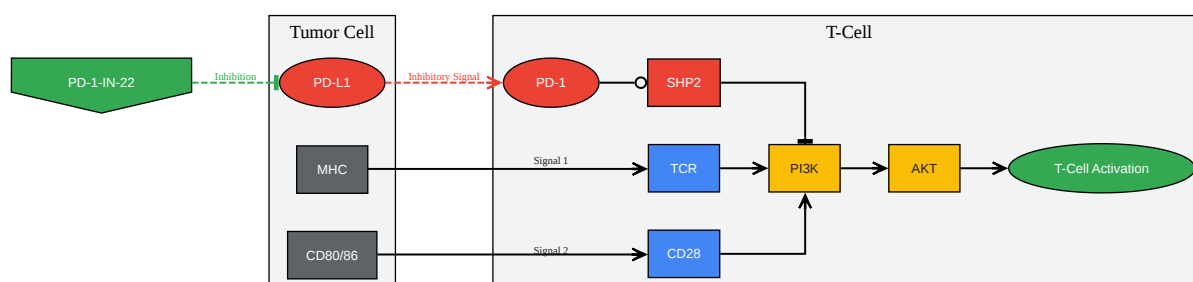 Tumor Cell
T-Cell
PD-1-IN-22
Inhibition
PD-L1
Inhibitory Signal
PD-1
SHP2
MHC
Signal 1
TCR
PI3K
AKT
T-Cell Activation
CD80/86
Signal 2
CD28